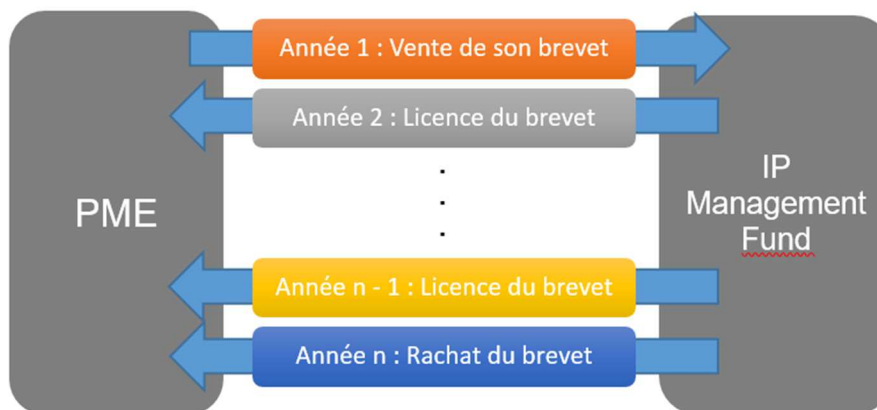 Année 1 : Vente de son brevet
Année 2 : Licence du brevet
PME
IP
Management
Fund
Année n - 1 : Licence du brevet
Année n : Rachat du brevet